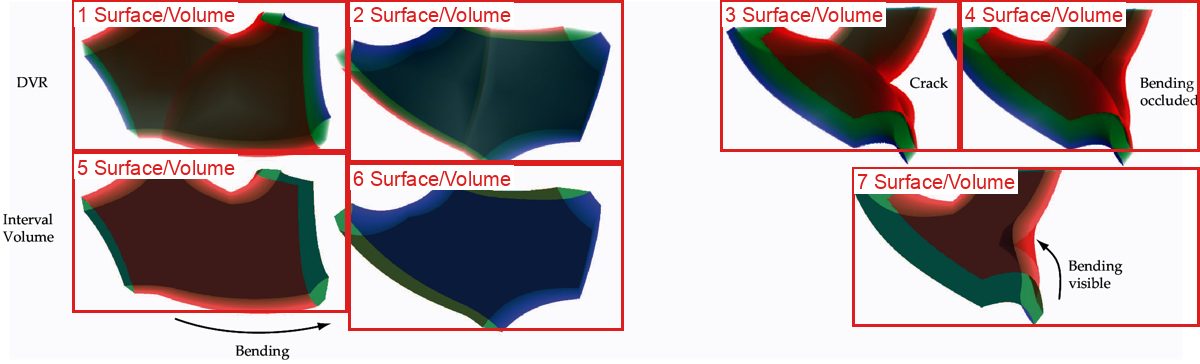 1 Surface/Volume
2 Surface/Volume
3 Surface/Volume
4 Surface/Volume
DVR
Crack
Bending
occluded
5 Surface/Volume
6 Surface/Volume
7 Surface/Volume
Interval
Volume
Bending
visible
Bending